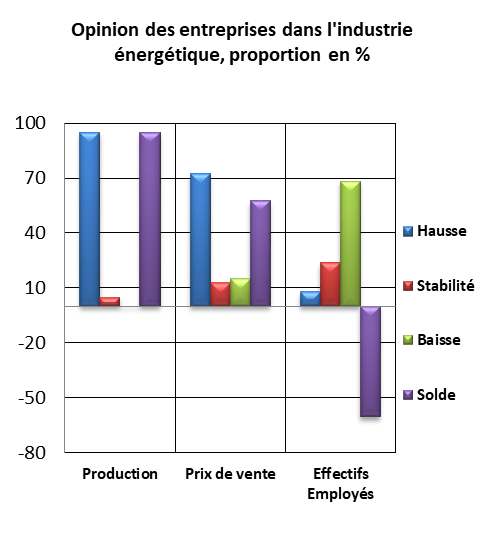 Opinion des entreprises dans l'industrie
énergétique, proportion en %
100
70
40
10
-20
-50
-80
Production
Prix de vente
Effectifs
Employés
Hausse
Stabilité
Baisse
Solde